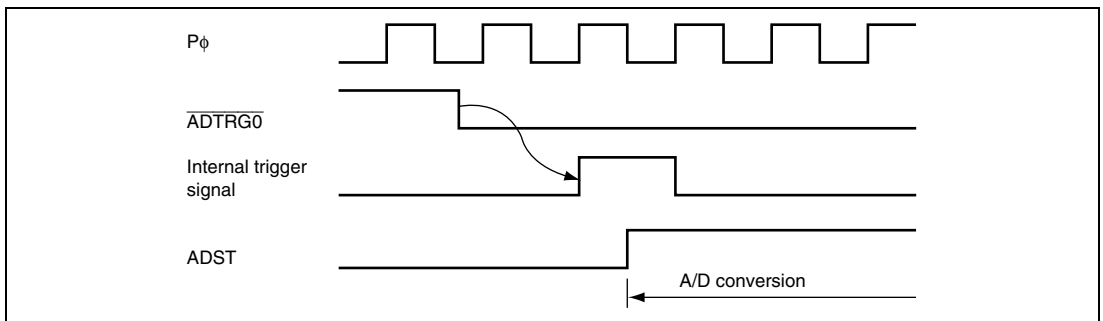 Pϕ
ADTRG0
Internal trigger
signal
ADST
A/D conversion